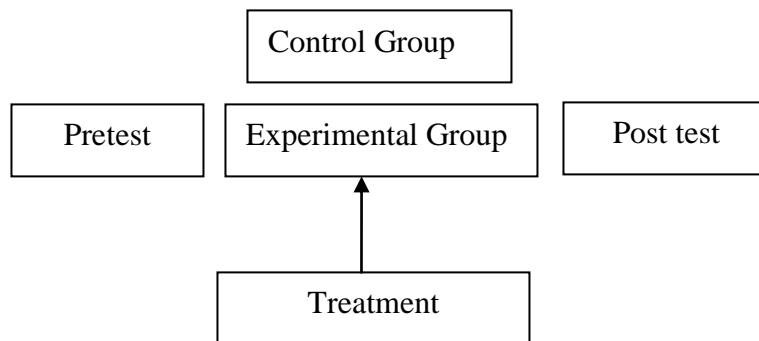 Control Group
Pretest
Experimental Group
Post test
Treatment